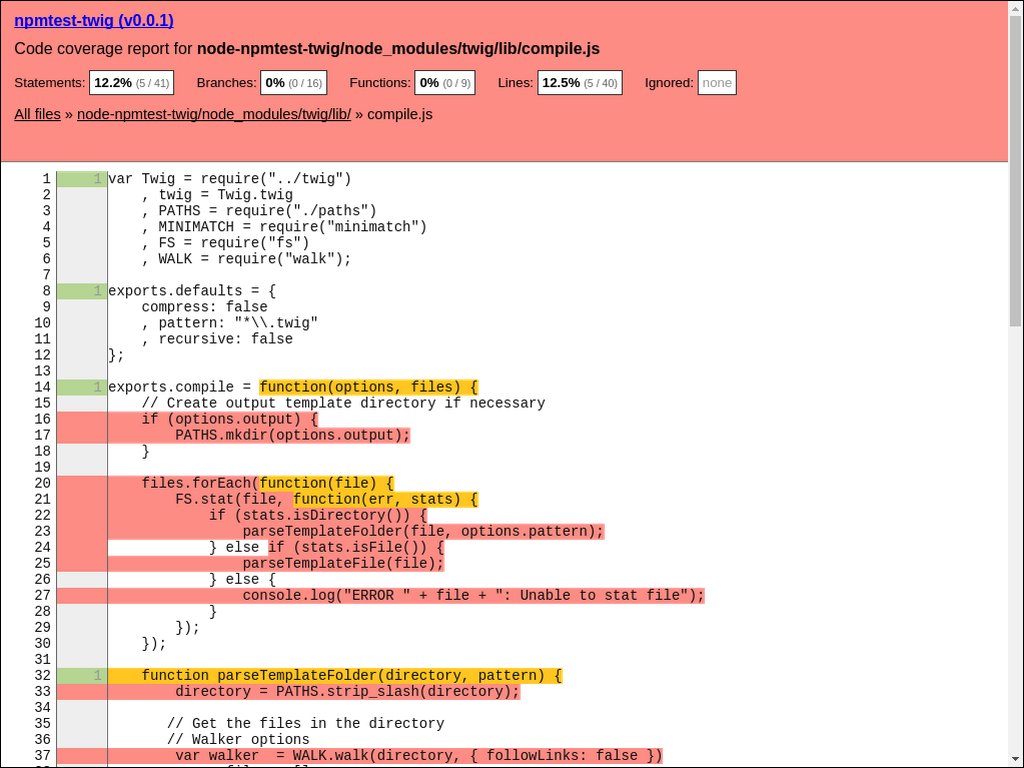 npmtest-twig (v0.0.1)
Code coverage report for node-npmtest-twig/node_modules/twig/lib/compile.js
Statements: 12.2% (5 / 41) Branches: 0% (0 / 16) Functions: 0% (0 / 9) Lines: 12.5% (5 / 40) Ignored: none
All files » node-npmtest-twig/node_modules/twig/lib/ » compile.js
1 1 var Twig = require("../twig")
2     , twig = Twig.twig
3     , PATHS = require("./paths")
4     , MINIMATCH = require("minimatch")
5     , FS = require("fs")
6     , WALK = require("walk");
7
8 1 exports.defaults = {
9     compress: false
10     , pattern: "*\\.twig"
11     , recursive: false
12 };
13
14 1 exports.compile = function(options, files) {
15     // Create output template directory if necessary
16     if (options.output) {
17         PATHS.mkdir(options.output);
18     }
19
20     files.forEach(function(file) {
21         FS.stat(file, function(err, stats) {
22             if (stats.isDirectory()) {
23                 parseTemplateFolder(file, options.pattern);
24             } else if (stats.isFile()) {
25                 parseTemplateFile(file);
26             } else {
27                 console.log("ERROR " + file + ": Unable to stat file");
28             }
29         });
30     });
31
32 1     function parseTemplateFolder(directory, pattern) {
33         directory = PATHS.strip_slash(directory);
34
35        // Get the files in the directory
36        // Walker options
37         var walker  = WALK.walk(directory, { followLinks: false })